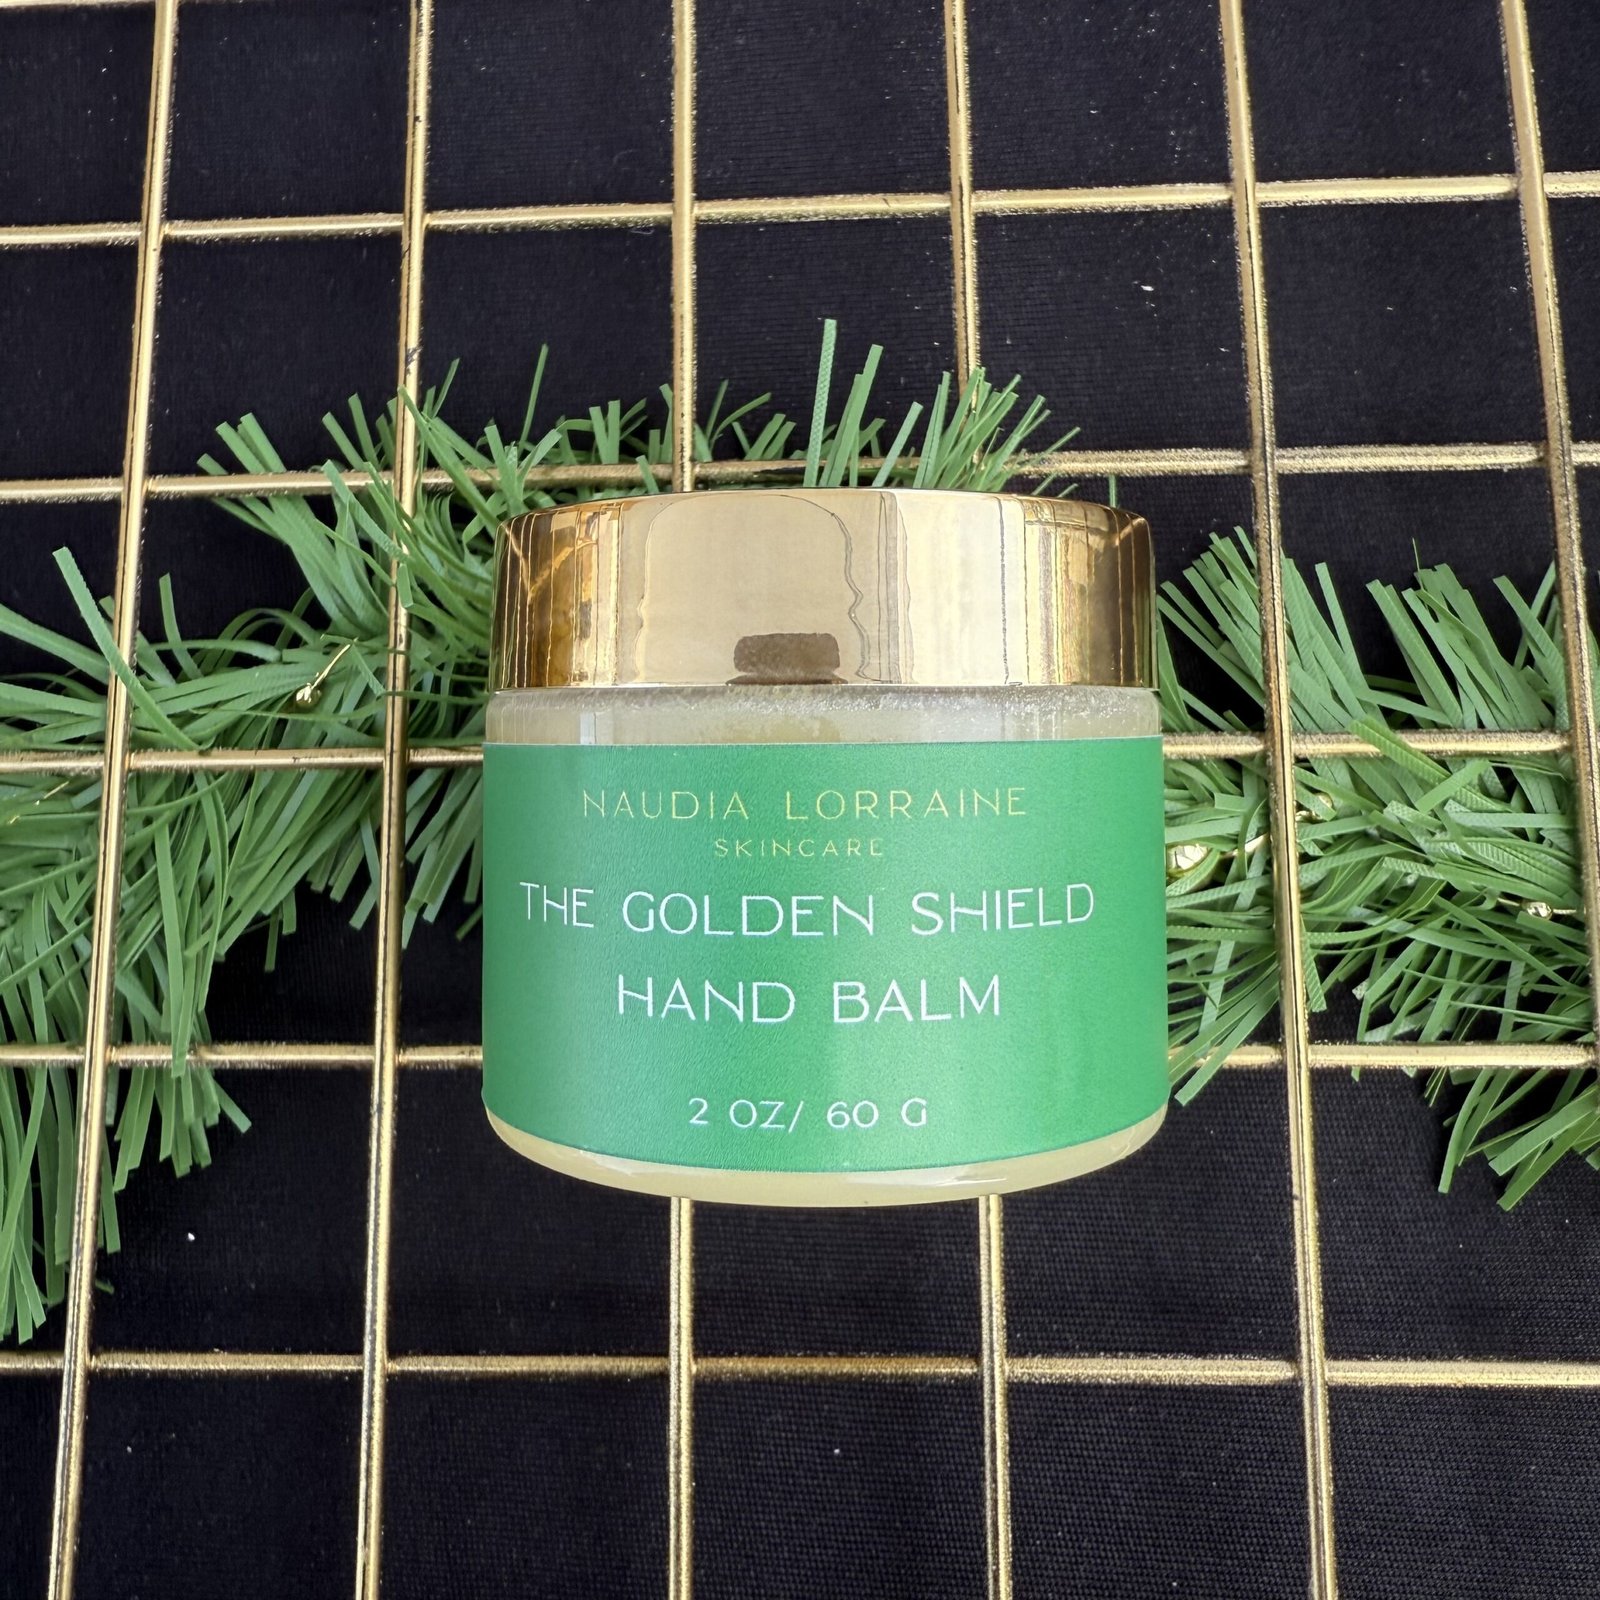 NAUDIA LORRAINE
SKINCARE
THE GOLDEN SHIELD
HAND BALM
2 OZ/ 60 G